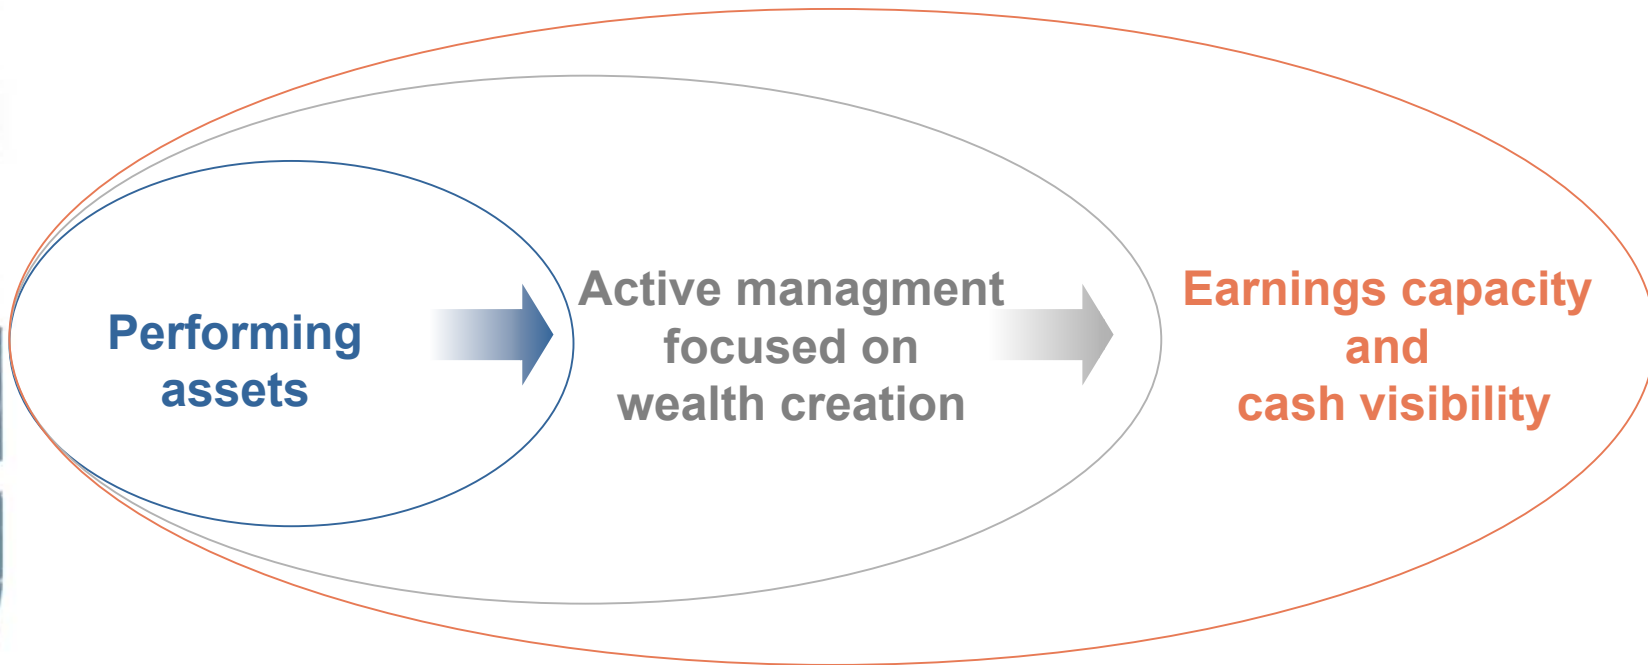 Performing
assets
Active managment
focused on
wealth creation
Earnings capacity
and
cash visibility